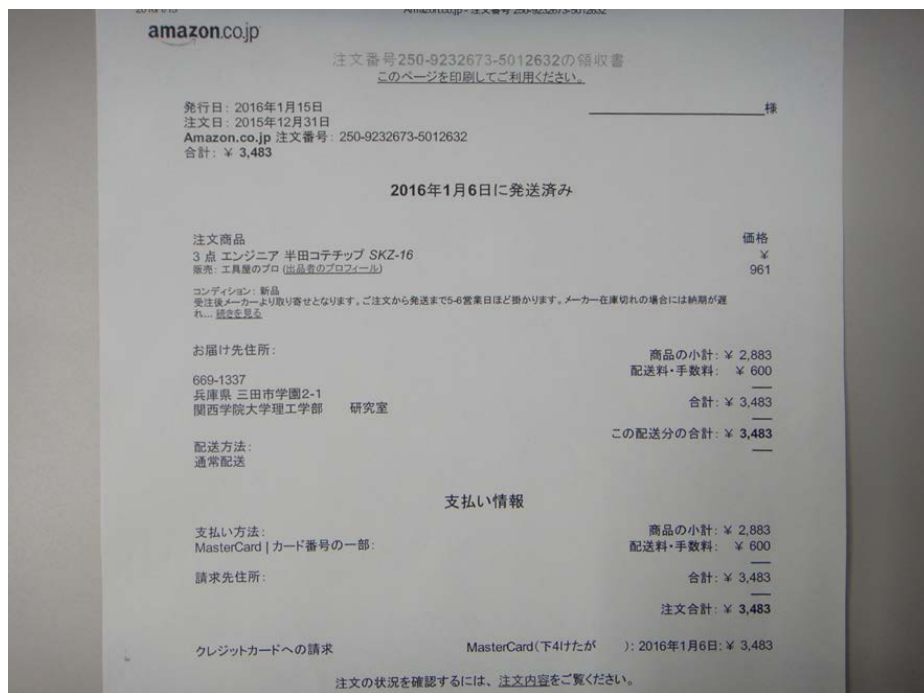 amazon.co.jp
注文番号250-9232673-5012632の領収書
このページを印刷してご利用ください。
発行日: 2016年1月15日
様
注文日: 2015年12月31日
Amazon.co.jp 注文番号: 250-9232673-5012632
合計: ¥ 3,483
2016年1月6日に発送済み
注文商品 価格
3 点 エンジニア 半田コテチップ SKZ-16 ¥
販売: 工具屋のプロ (出品者のプロフィール) 961
コンディション: 新品
受注後メーカーより取り寄せとなります。ご注文から発送まで5-6営業日ほど掛かります。メーカー在庫切れの場合には納期が遅
れ... 続きを見る
お届け先住所:
商品の小計: ¥ 2,883
配送料・手数料: ¥ 600
669-1337
兵庫県 三田市学園2-1
合計: ¥ 3,483
関西学院大学理工学部 研究室
この配送分の合計: ¥ 3,483
配送方法:
通常配送
支払い情報
支払い方法: 商品の小計: ¥ 2,883
MasterCard | カード番号の一部: 配送料・手数料: ¥ 600
請求先住所: 合計: ¥ 3,483
注文合計: ¥ 3,483
クレジットカードへの請求 MasterCard(下4けたが ): 2016年1月6日: ¥ 3,483
注文の状況を確認するには、注文内容をご覧ください。